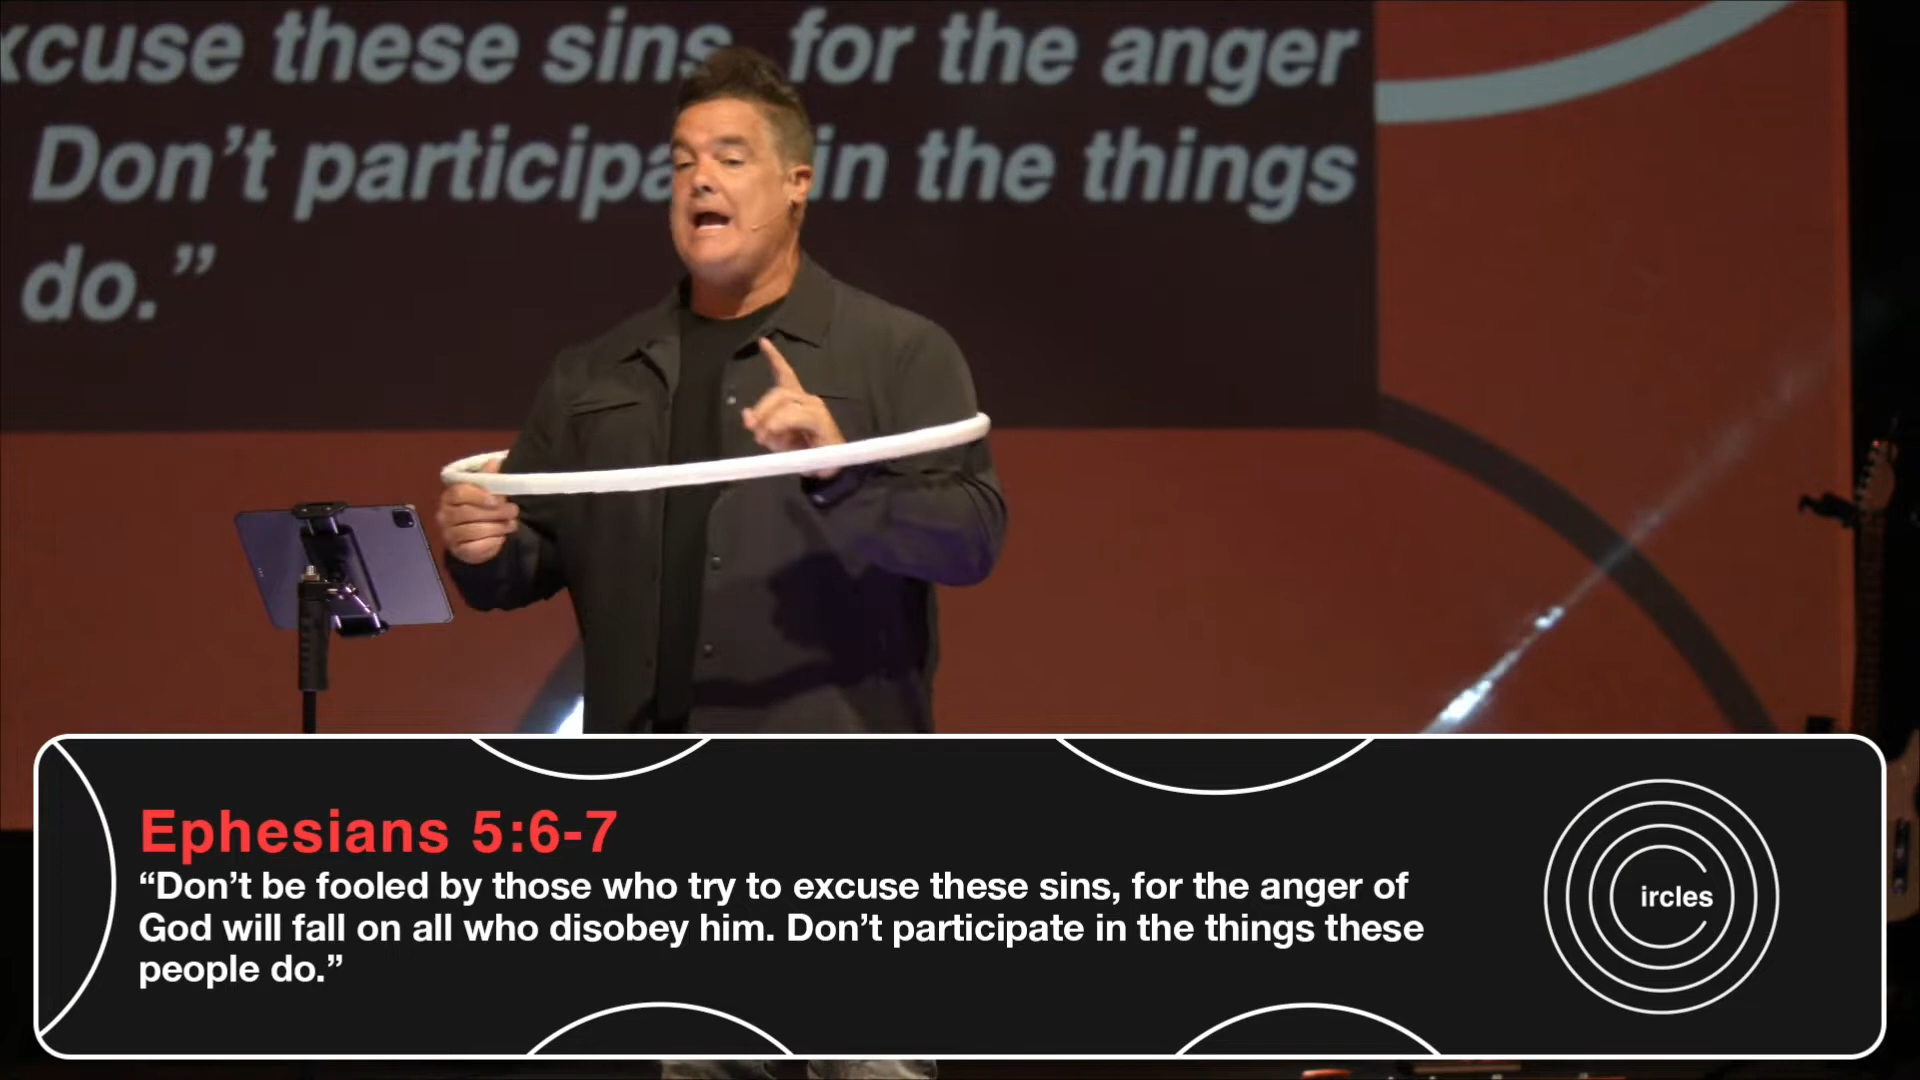 xcuse these sins, for the anger
Don’t participa in the things
do.”
Ephesians 5:6-7
“Don’t be fooled by those who try to excuse these sins, for the anger of
God will fall on all who disobey him. Don’t participate in the things these
people do.”
ircles